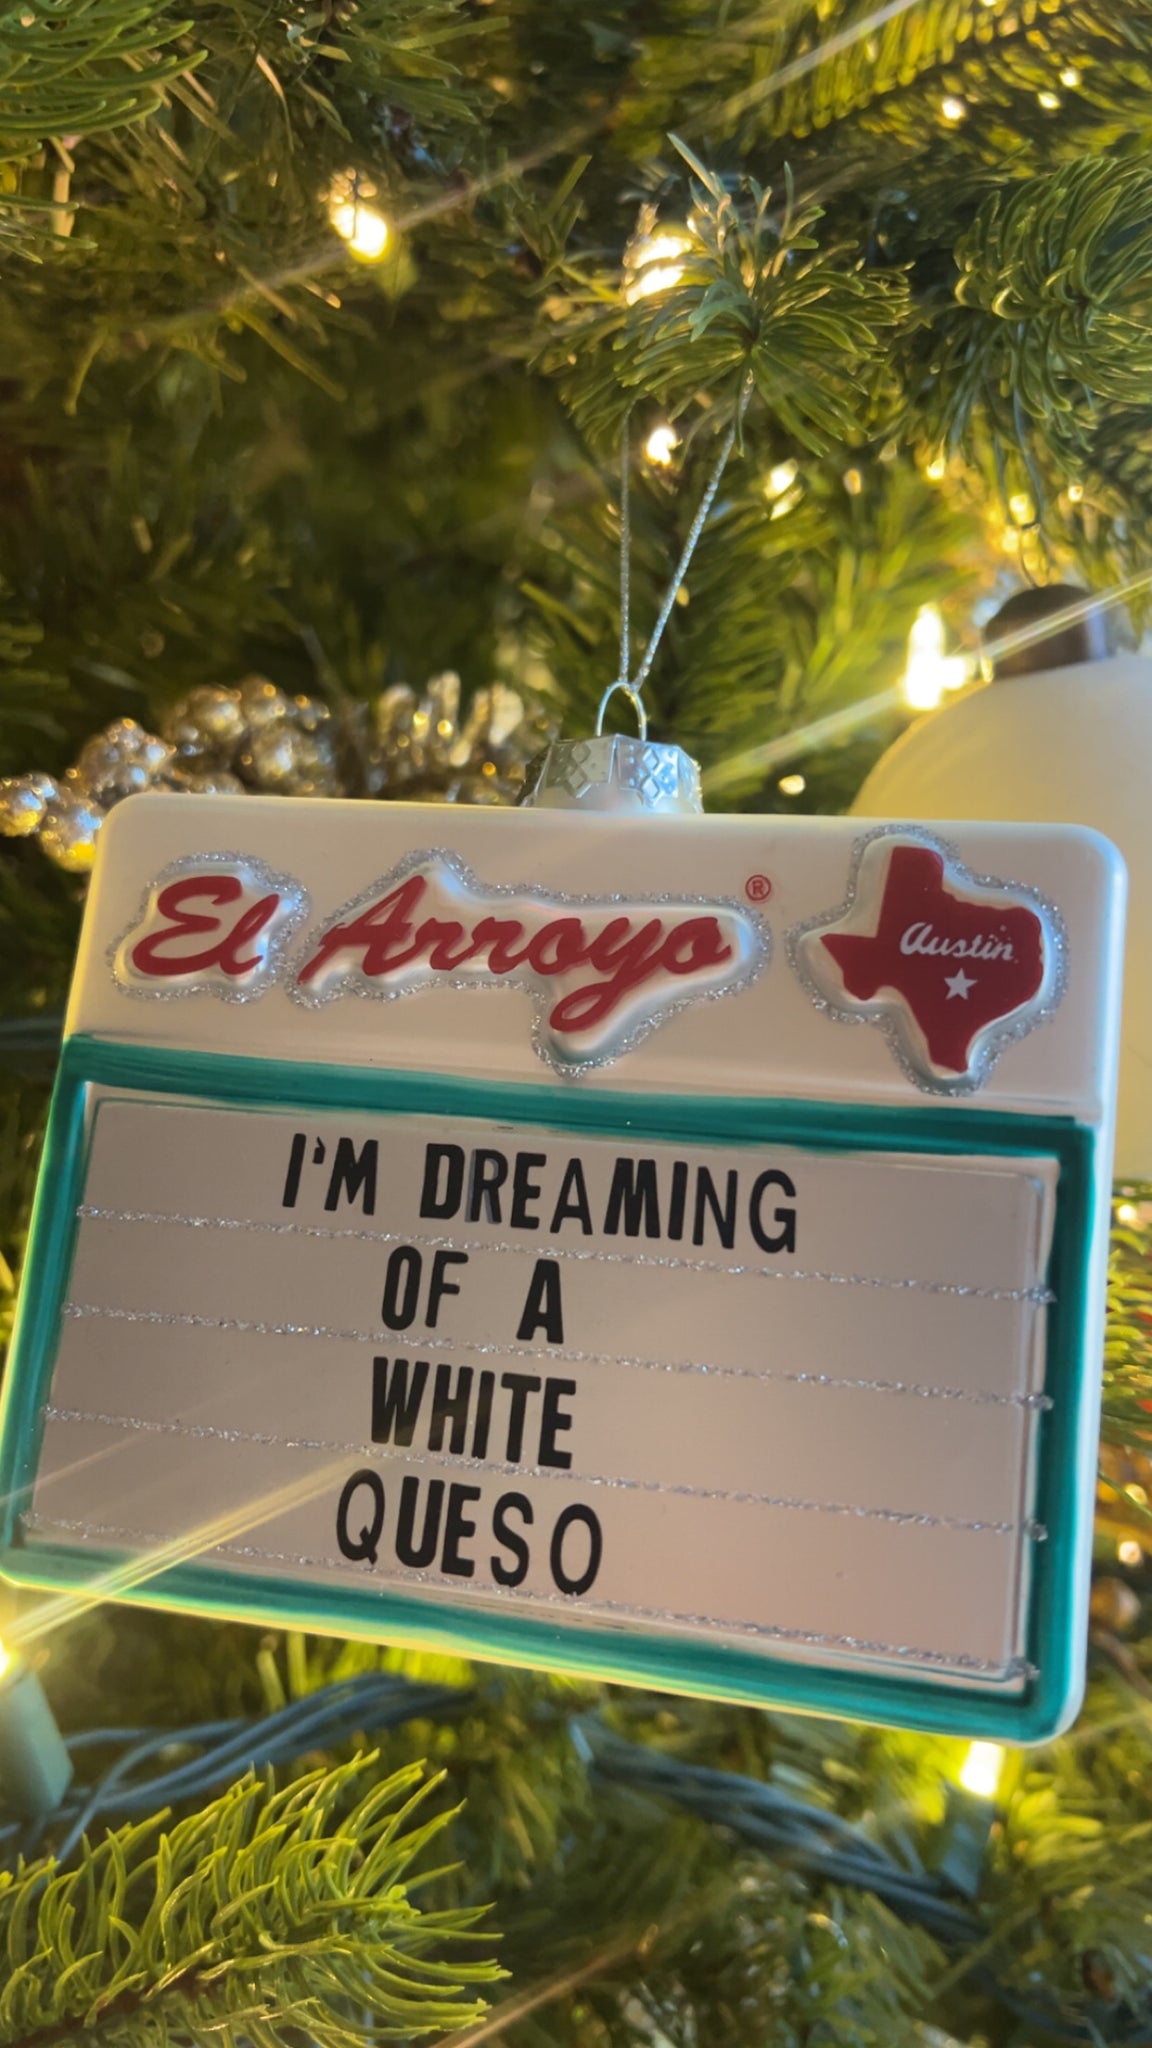 El Arroyo®
Austin
I'M DREAMING
OF A
WHITE
QUESO